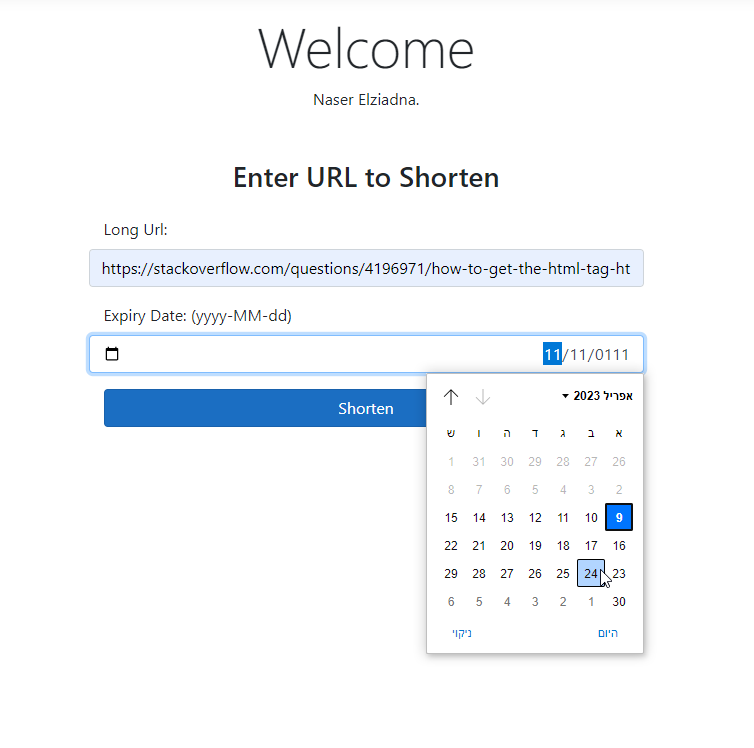 Welcome
Naser Elziadna.
Enter URL to Shorten
Long Url:
https://stackoverflow.com/questions/4196971/how-to-get-the-html-tag-ht
Expiry Date: (yyyy-MM-dd)
11/11/0111
Shorten
אפריל 2023
א ב ג ד ה ו ש
26 27 28 29 30 31 1
2 3 4 5 6 7 8
9 10 11 12 13 14 15
16 17 18 19 20 21 22
23 24 25 26 27 28 29
30 1 2 3 4 5 6
היום ניקוי